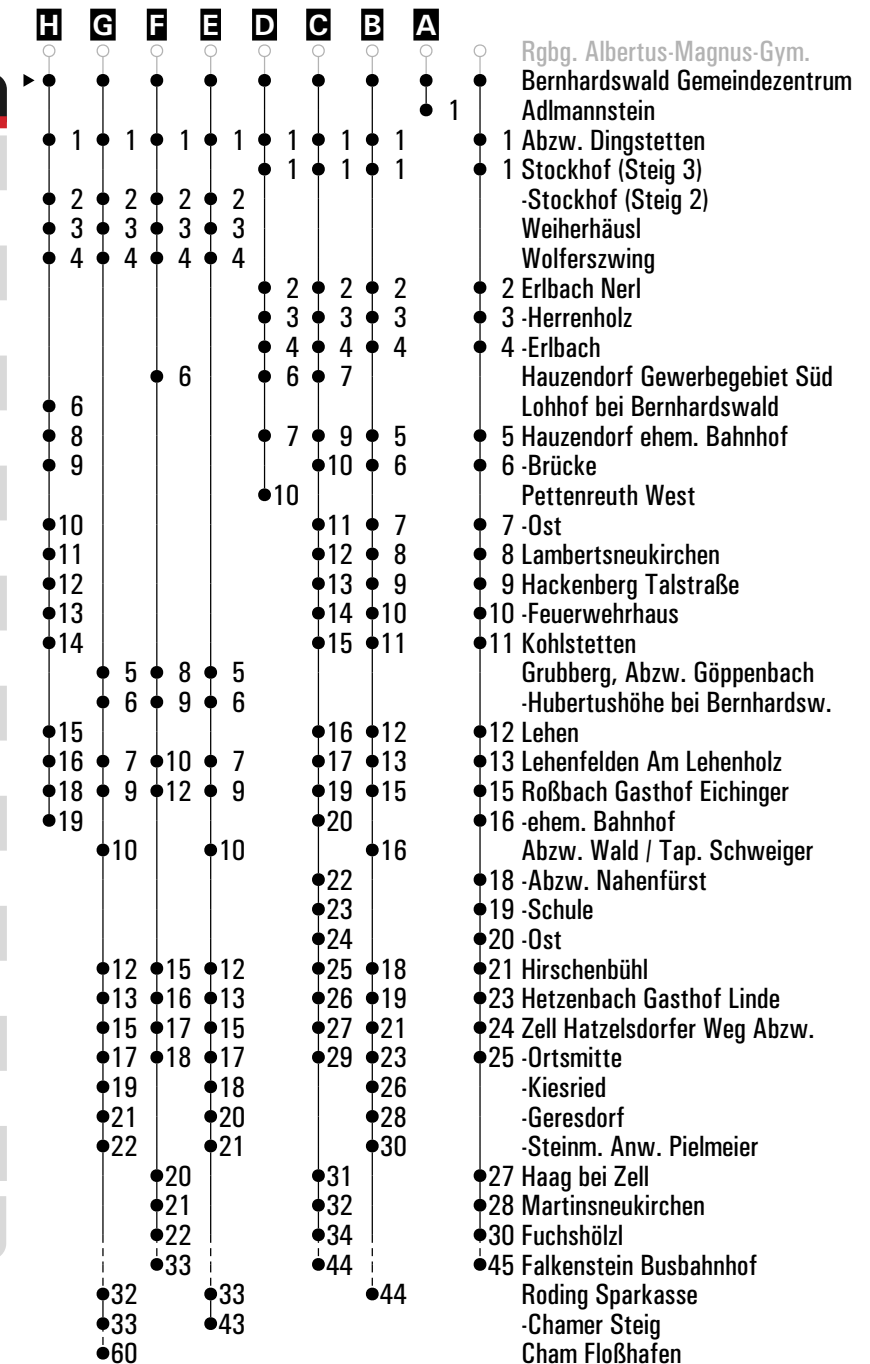 H G F E D C B A
Rgbg. Albertus-Magnus-Gym.
Bernhardswald Gemeindezentrum
1 Adlmannstein
1 1 1 1 1 1 1 1 Abzw. Dingstetten
1 1 1 1 Stockhof (Steig 3)
2 2 2 2 -Stockhof (Steig 2)
3 3 3 3 Weiherhäusl
4 4 4 4 Wolferszwing
2 2 2 2 Erlbach Nerl
3 3 3 3 -Herrenholz
4 4 4 4 -Erlbach
6 6 7 Hauzendorf Gewerbegebiet Süd
6 Lohhof bei Bernhardswald
8 7 9 5 5 Hauzendorf ehem. Bahnhof
9 10 6 6 -Brücke
10 Pettenreuth West
10 11 7 7 -Ost
11 12 8 8 Lambertsneukirchen
12 13 9 9 Hackenberg Talstraße
13 14 10 10 -Feuerwehrhaus
14 15 11 11 Kohlstetten
5 8 5 Grubberg, Abzw. Göppenbach
6 9 6 -Hubertushöhe bei Bernhardsw.
15 16 12 12 Lehen
16 7 10 7 17 13 13 Lehenfelden Am Lehenholz
18 9 12 9 19 15 15 Roßbach Gasthof Eichinger
19 20 16 -ehem. Bahnhof
10 10 16 Abzw. Wald / Tap. Schweiger
22 18 -Abzw. Nahenfürst
23 19 -Schule
24 20 -Ost
12 15 12 25 18 21 Hirschenbühl
13 16 13 26 19 23 Hetzenbach Gasthof Linde
15 17 15 27 21 24 Zell Hatzelsdorfer Weg Abzw.
17 18 17 29 23 25 -Ortsmitte
19 18 26 -Kiesried
21 20 28 -Geresdorf
22 21 30 -Steinm. Anw. Pielmeier
20 31 27 Haag bei Zell
21 32 28 Martinsneukirchen
22 34 30 Fuchshölzl
33 44 45 Falkenstein Busbahnhof
32 33 44 Roding Sparkasse
33 43 -Chamer Steig
60 Cham Floßhafen